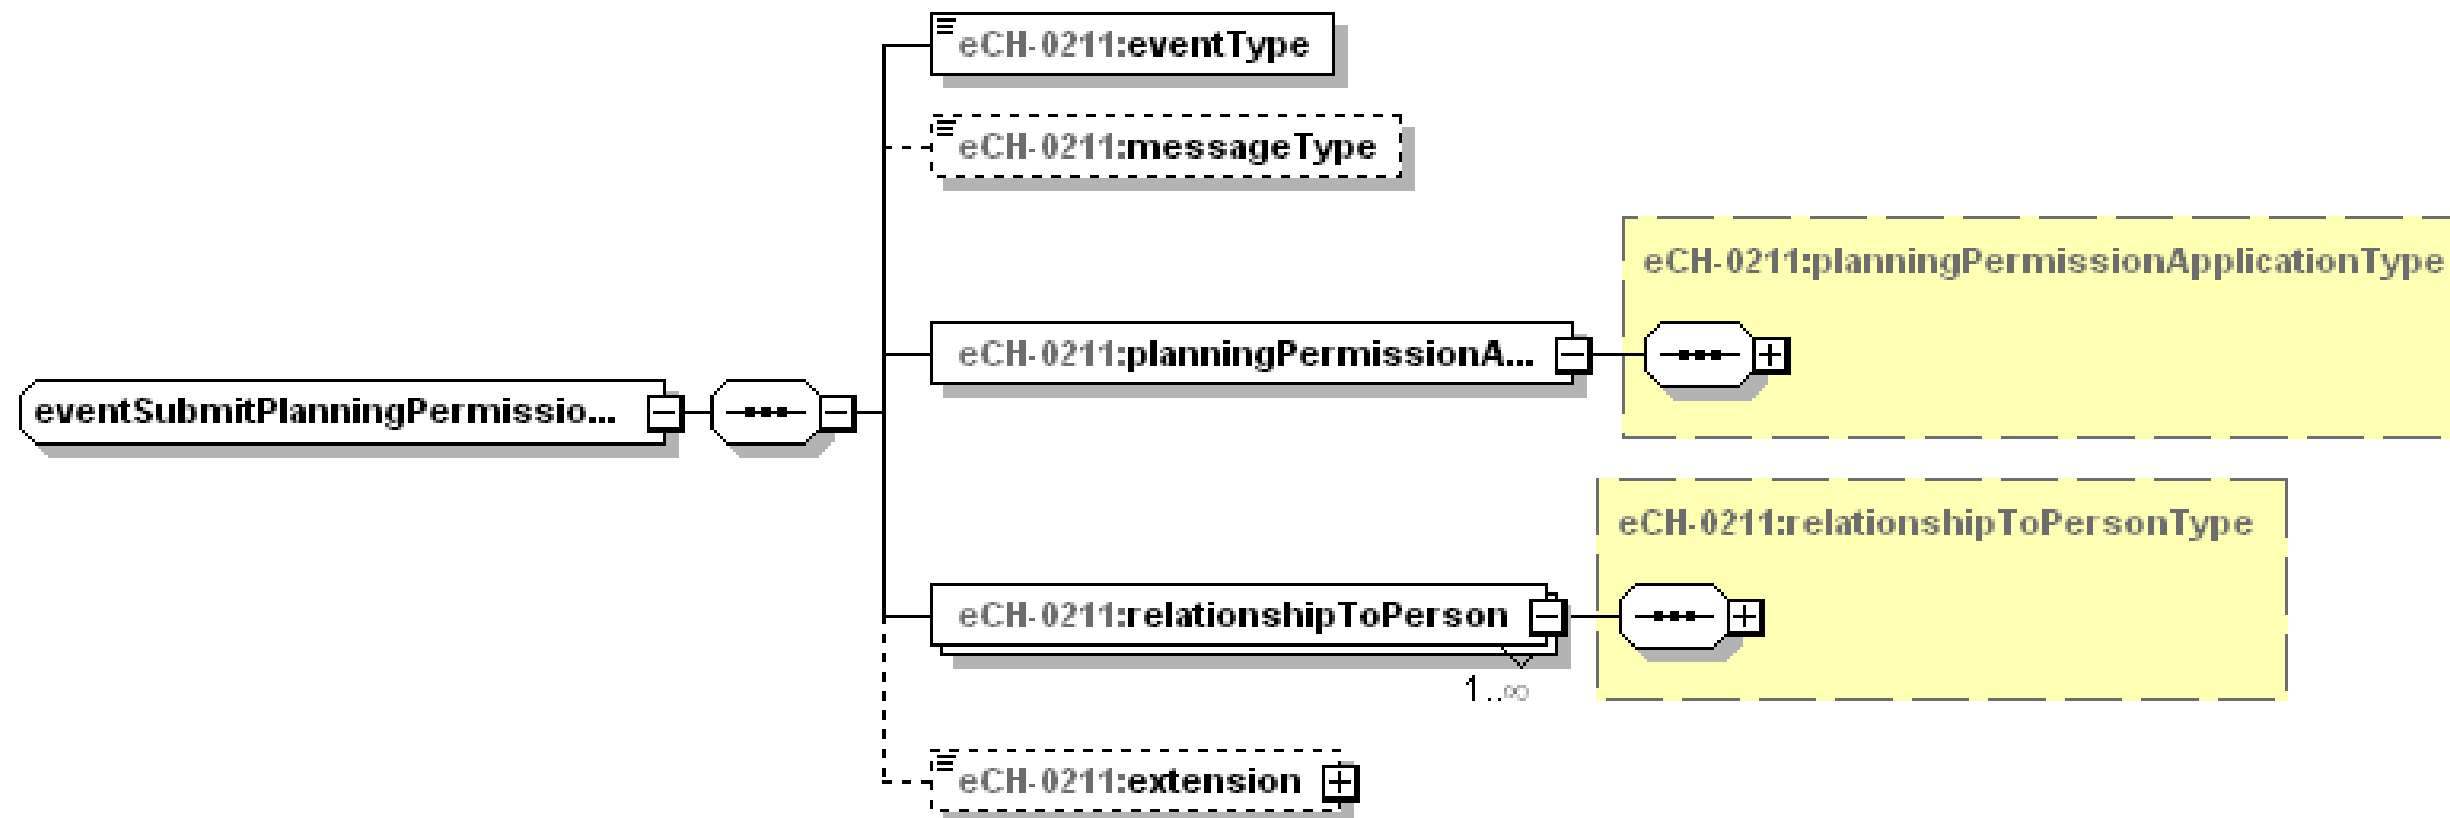 eCH-0211:eventType
eCH-0211:messageType
eCH-0211:planningPermissionApplicationType
eCH-0211:planningPermissionA...
eventSubmitPlanningPermissio...
eCH-0211:relationshipToPersonType
eCH-0211:relationshipToPerson
1..∞
eCH-0211:extension